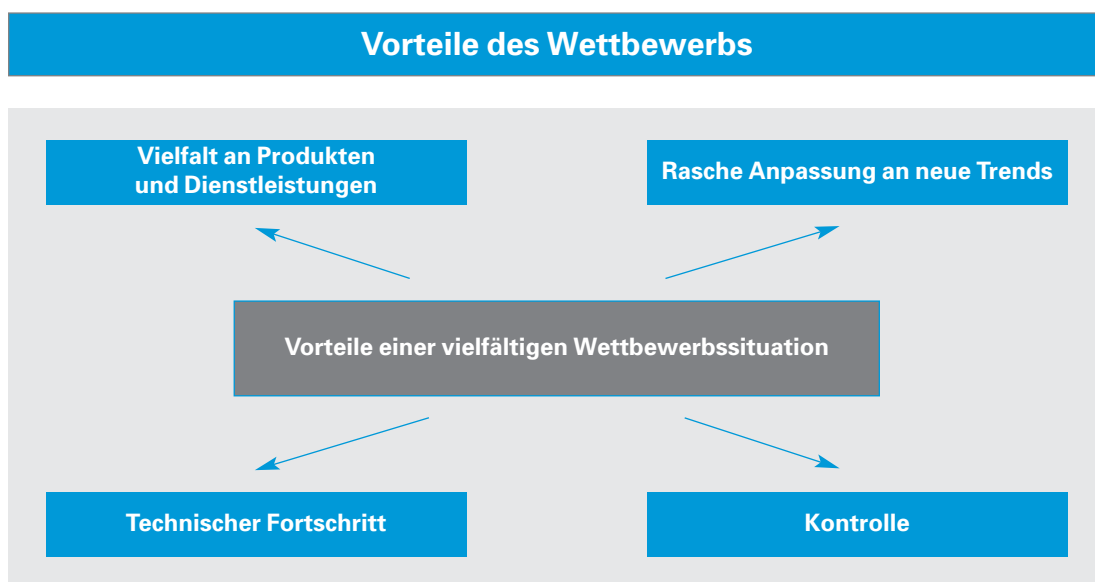 Vorteile des Wettbewerbs
Vielfalt an Produkten
und Dienstleistungen
Rasche Anpassung an neue Trends
Vorteile einer vielfältigen Wettbewerbssituation
Technischer Fortschritt
Kontrolle